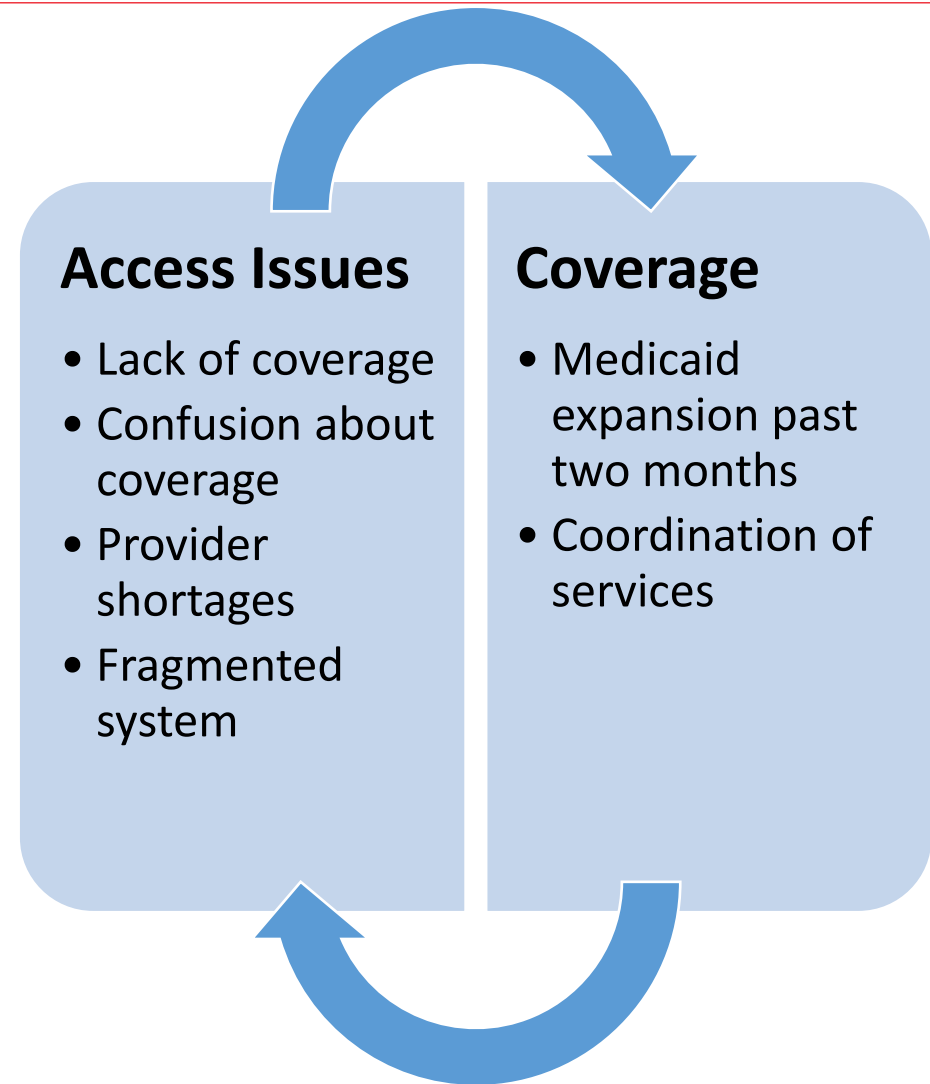 Access Issues
• Lack of coverage
• Confusion about
coverage
• Provider
shortages
• Fragmented
system
Coverage
• Medicaid
expansion past
two months
• Coordination of
services